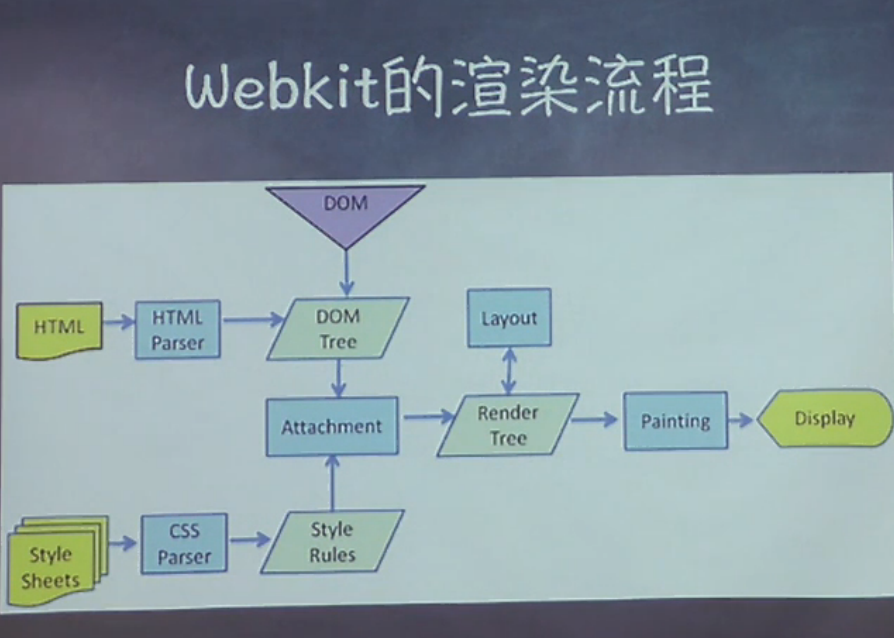 Webkit的渲染流程
DOM
HTML
HTML
Parser
DOM
Tree
Layout
Attachment
Render
Tree
Painting
Display
Style
Sheets
CSS
Parser
Style
Rules